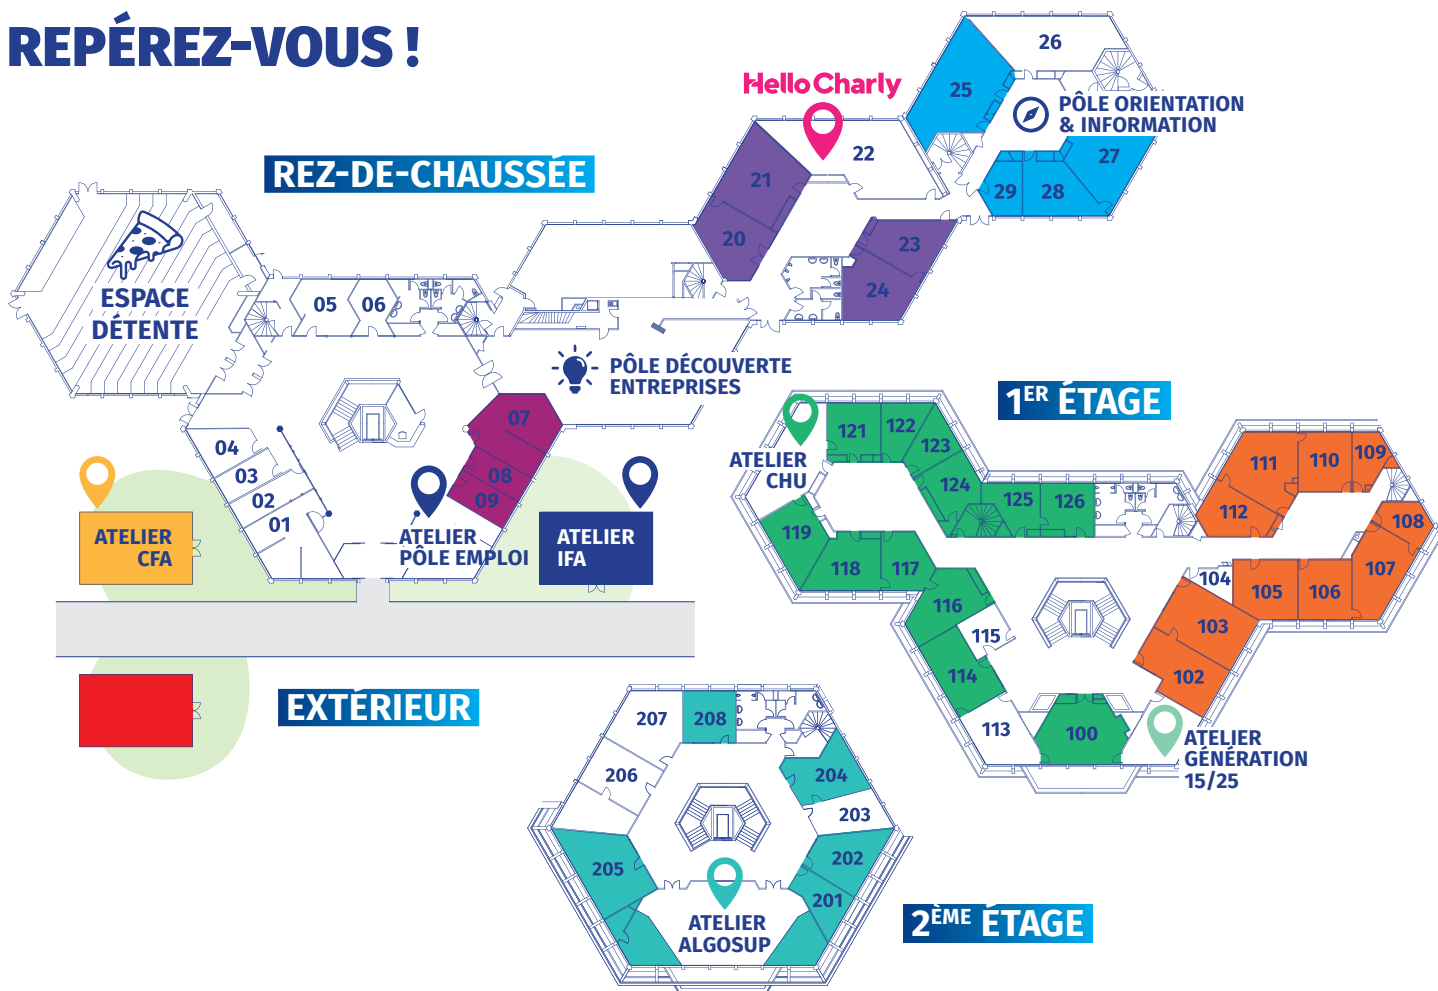 REPÉREZ-VOUS !
REZ-DE-CHAUSSÉE
HelloCharly
26
25
PÔLE ORIENTATION
& INFORMATION
27
29
28
22
21
20
23
24
ESPACE
DÉTENTE
05
06
PÔLE DÉCOUVERTE
ENTREPRISES
07
08
09
04
03
02
01
ATELIER
CFA
ATELIER
PÔLE EMPLOI
ATELIER
IFA
EXTÉRIEUR
1ER ÉTAGE
ATELIER
CHU
121
122
123
124
125
126
119
118
117
116
115
114
113
100
111
110
109
112
108
107
106
105
104
103
102
ATELIER
GÉNÉRATION
15/25
2ÈME ÉTAGE
207
208
206
204
203
205
202
201
ATELIER
ALGOSUP